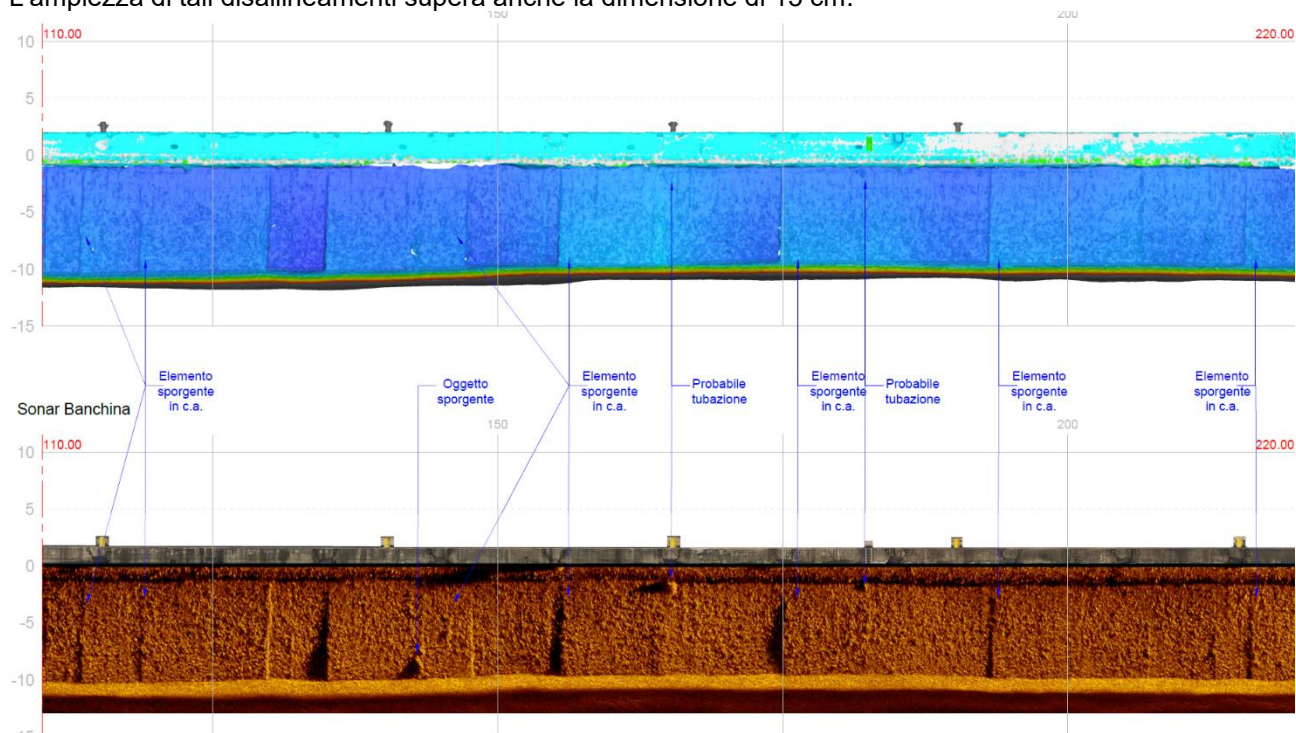 L'ampiezza di tali disallineamenti supera anche la dimensione di 15 cm.
150
200
10
110.00
220.00
5
0
-5
-10
-15
Elemento
sporgente
in c.a.
Oggetto
sporgente
Elemento
sporgente
in c.a.
Probabile
tubazione
Elemento
sporgente
in c.a.
Probabile
tubazione
Elemento
sporgente
in c.a.
Elemento
sporgente
in c.a.
Sonar Banchina
150
200
10
110.00
220.00
5
0
-5
-10